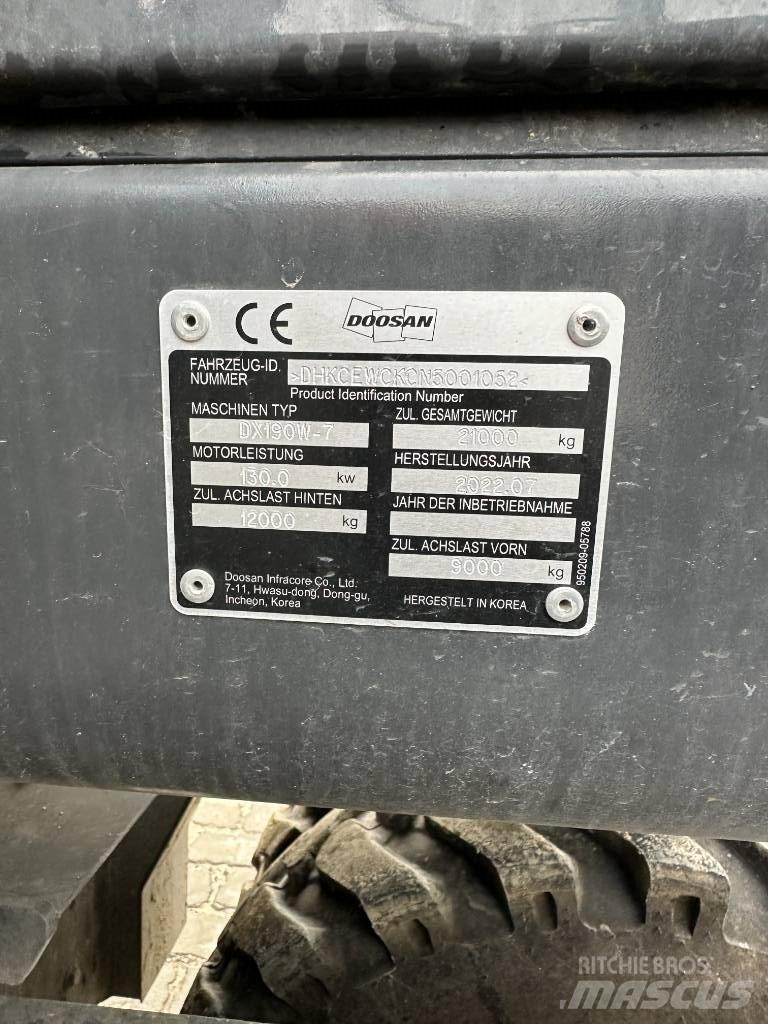 CE DOOSAN
FAHRZEUG-ID. NUMMER >DHKCEWCKCN5001052<
Product Identification Number
MASCHINEN TYP
DX190W-7
ZUL. GESAMTGEWICHT
21000 kg
MOTORLEISTUNG
130.0 kw
HERSTELLUNGSJAHR
2022.07
ZUL. ACHSLAST HINTEN
12000 kg
JAHR DER INBETRIEBNAHME
ZUL. ACHSLAST VORN
9000 kg
Doosan Infracore Co., Ltd.
7-11, Hwasu-dong, Dong-gu,
Incheon, Korea
HERGESTELLT IN KOREA
950209-05788
RITCHIE BROS.
MASCUS